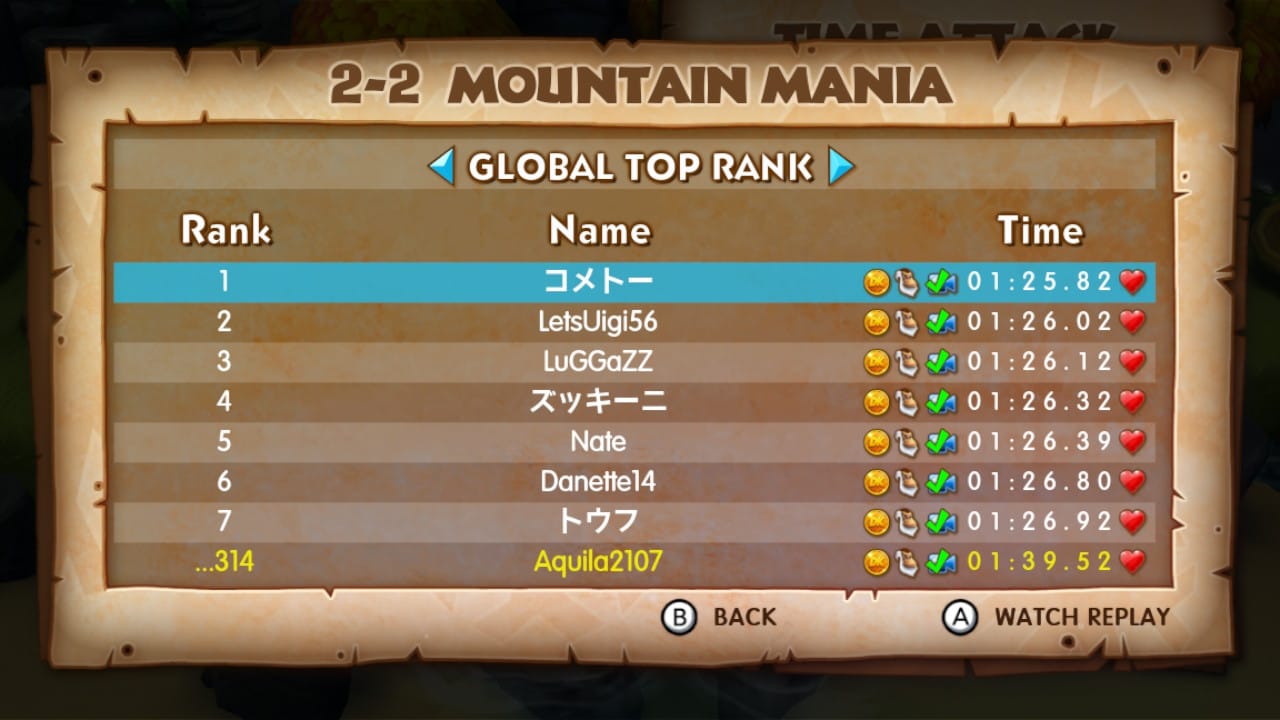 TIME ATTACK
2-2 MOUNTAIN MANIA
GLOBAL TOP RANK
Rank Name Time
1 コメトー 01:25.82
2 LetsUigi56 01:26.02
3 LuGGaZZ 01:26.12
4 ズッキーニ 01:26.32
5 Nate 01:26.39
6 Danette14 01:26.80
7 トウフ 01:26.92
...314 Aquila2107 01:39.52
B BACK A WATCH REPLAY